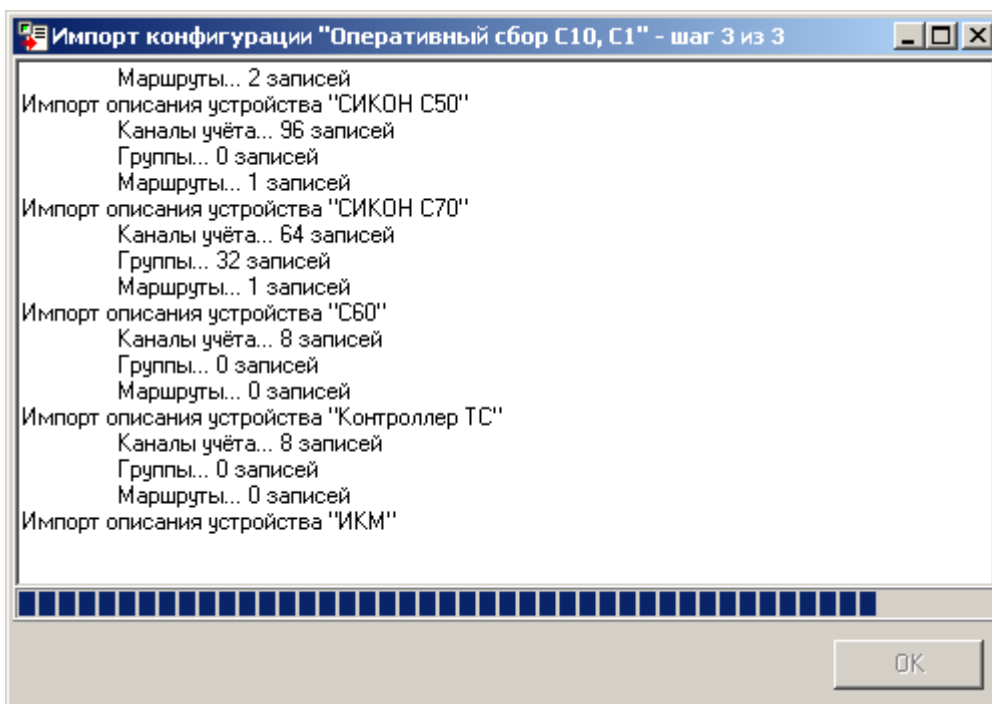 Импорт конфигурации "Оперативный сбор С10, С1" - шаг 3 из 3
Маршруты... 2 записей
Импорт описания устройства "СИКОН С50"
Каналы учёта... 96 записей
Группы... 0 записей
Маршруты... 1 записей
Импорт описания устройства "СИКОН С70"
Каналы учёта... 64 записей
Группы... 32 записей
Маршруты... 1 записей
Импорт описания устройства "С60"
Каналы учёта... 8 записей
Группы... 0 записей
Маршруты... 0 записей
Импорт описания устройства "Контроллер ТС"
Каналы учёта... 8 записей
Группы... 0 записей
Маршруты... 0 записей
Импорт описания устройства "ИКМ"
OK